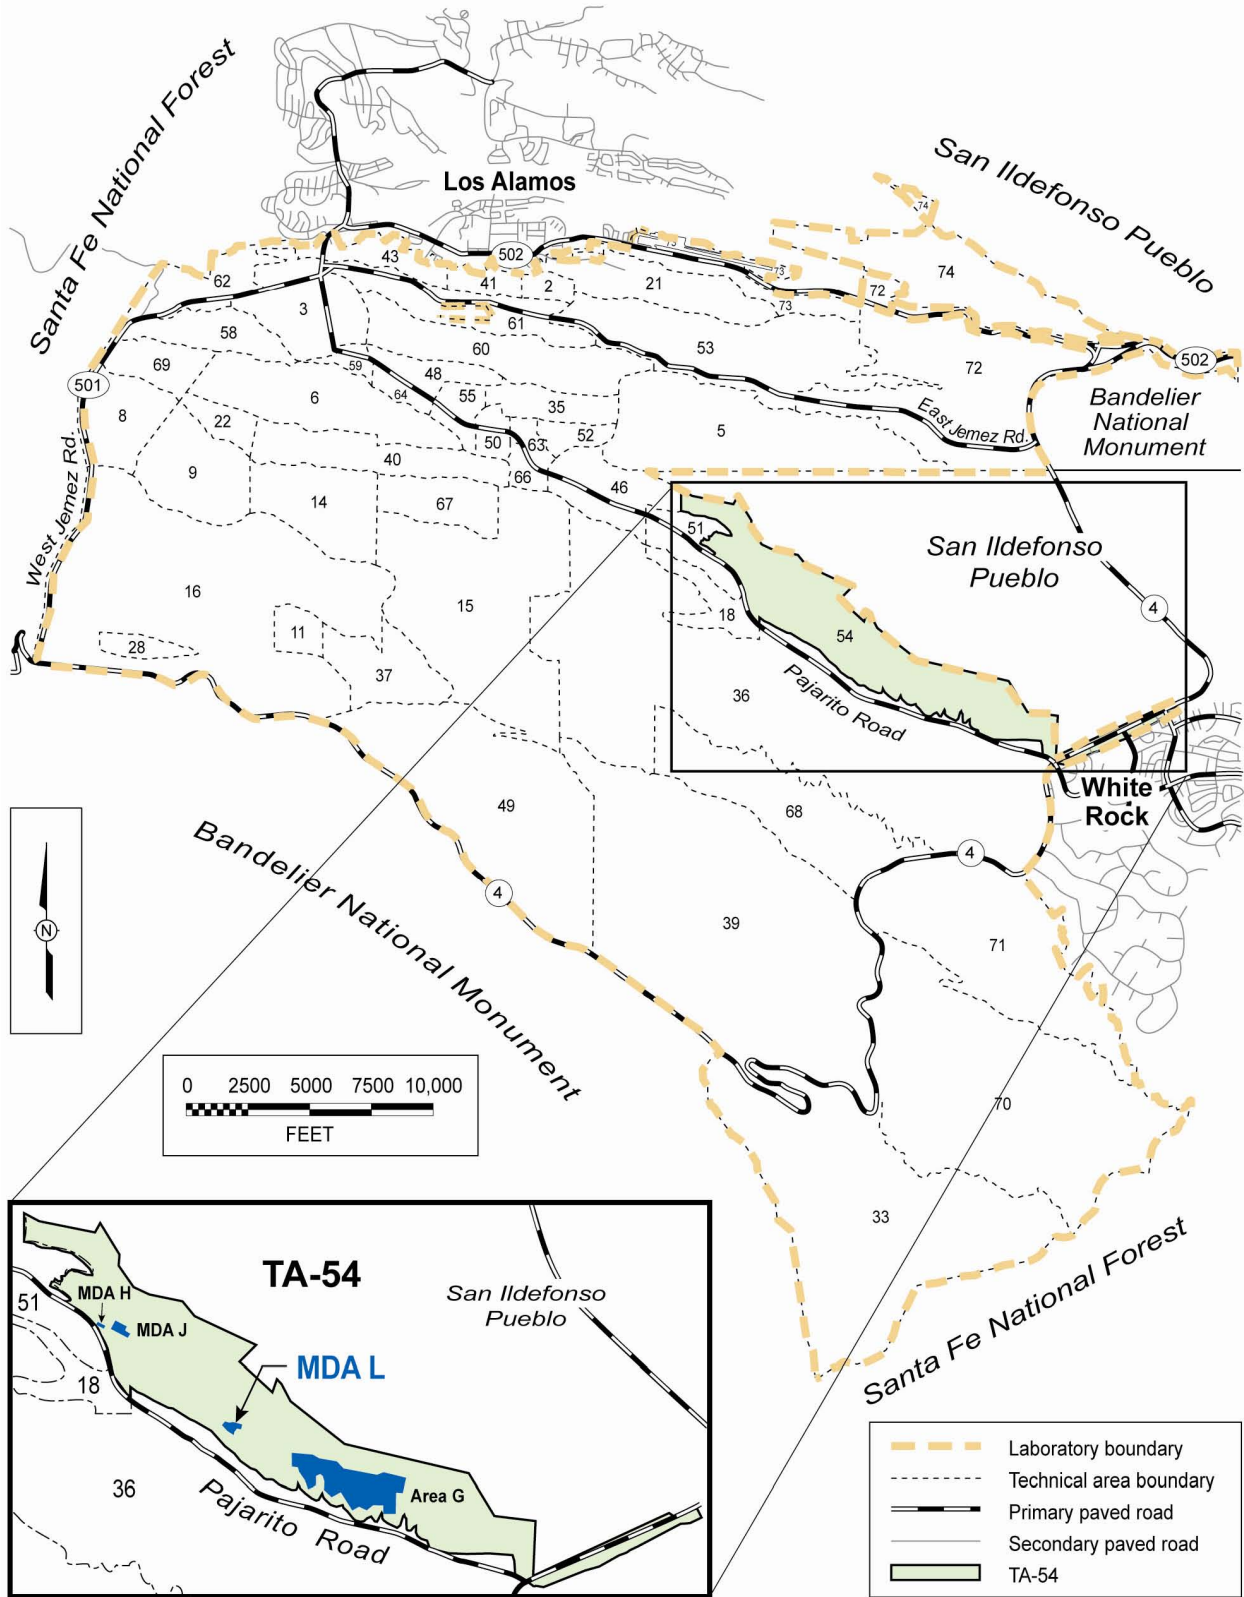 Santa Fe National Forest
San Ildefonso Pueblo
Los Alamos
74
43
502
62
41
2
21
73
72
74
3
73
61
58
53
60
502
69
59
48
72
501
6
64
55
Bandelier
National
Monument
8
22
35
East Jemez Rd.
5
50
63
52
9
40
66
46
14
67
West Jemez Rd.
51
San Ildefonso
Pueblo
16
15
18
4
11
54
28
37
36
Pajarito Road
White
Rock
49
68
Bandelier National Monument
4
4
39
71
N
0 2500 5000 7500 10,000
FEET
70
33
Santa Fe National Forest
TA-54
San Ildefonso
Pueblo
MDA H
51
MDA J
MDA L
18
36
Area G
Pajarito Road
Laboratory boundary
Technical area boundary
Primary paved road
Secondary paved road
TA-54